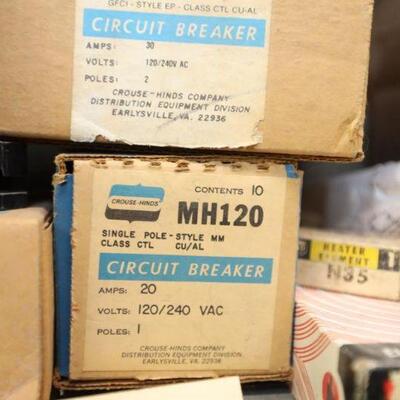 GFCI - STYLE EP - CLASS CTL CU-AL
CIRCUIT BREAKER
AMPS: 30
VOLTS: 120/240V AC
POLES: 2
CROUSE-HINDS COMPANY
DISTRIBUTION EQUIPMENT DIVISION
EARLYSVILLE, VA. 22936
CROUSE-HINDS
CONTENTS 10
MH120
SINGLE POLE - STYLE MM
CLASS CTL CU/AL
CIRCUIT BREAKER
AMPS: 20
VOLTS: 120/240 VAC
POLES: 1
CROUSE-HINDS COMPANY
DISTRIBUTION EQUIPMENT DIVISION
EARLYSVILLE, VA. 22936
HEATER
ELEMENT
N35